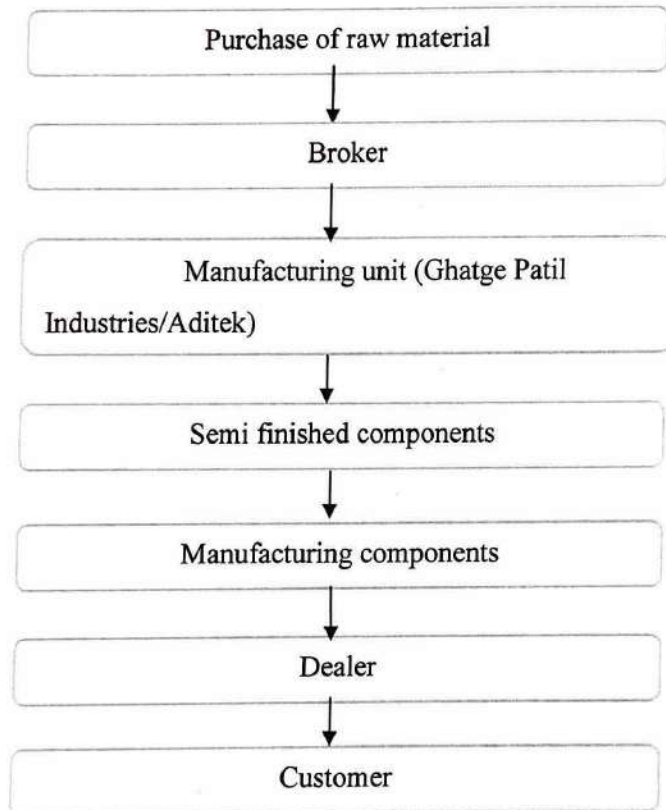 Purchase of raw material
Broker
Manufacturing unit (Ghatge Patil
Industries/Aditek)
Semi finished components
Manufacturing components
Dealer
Customer